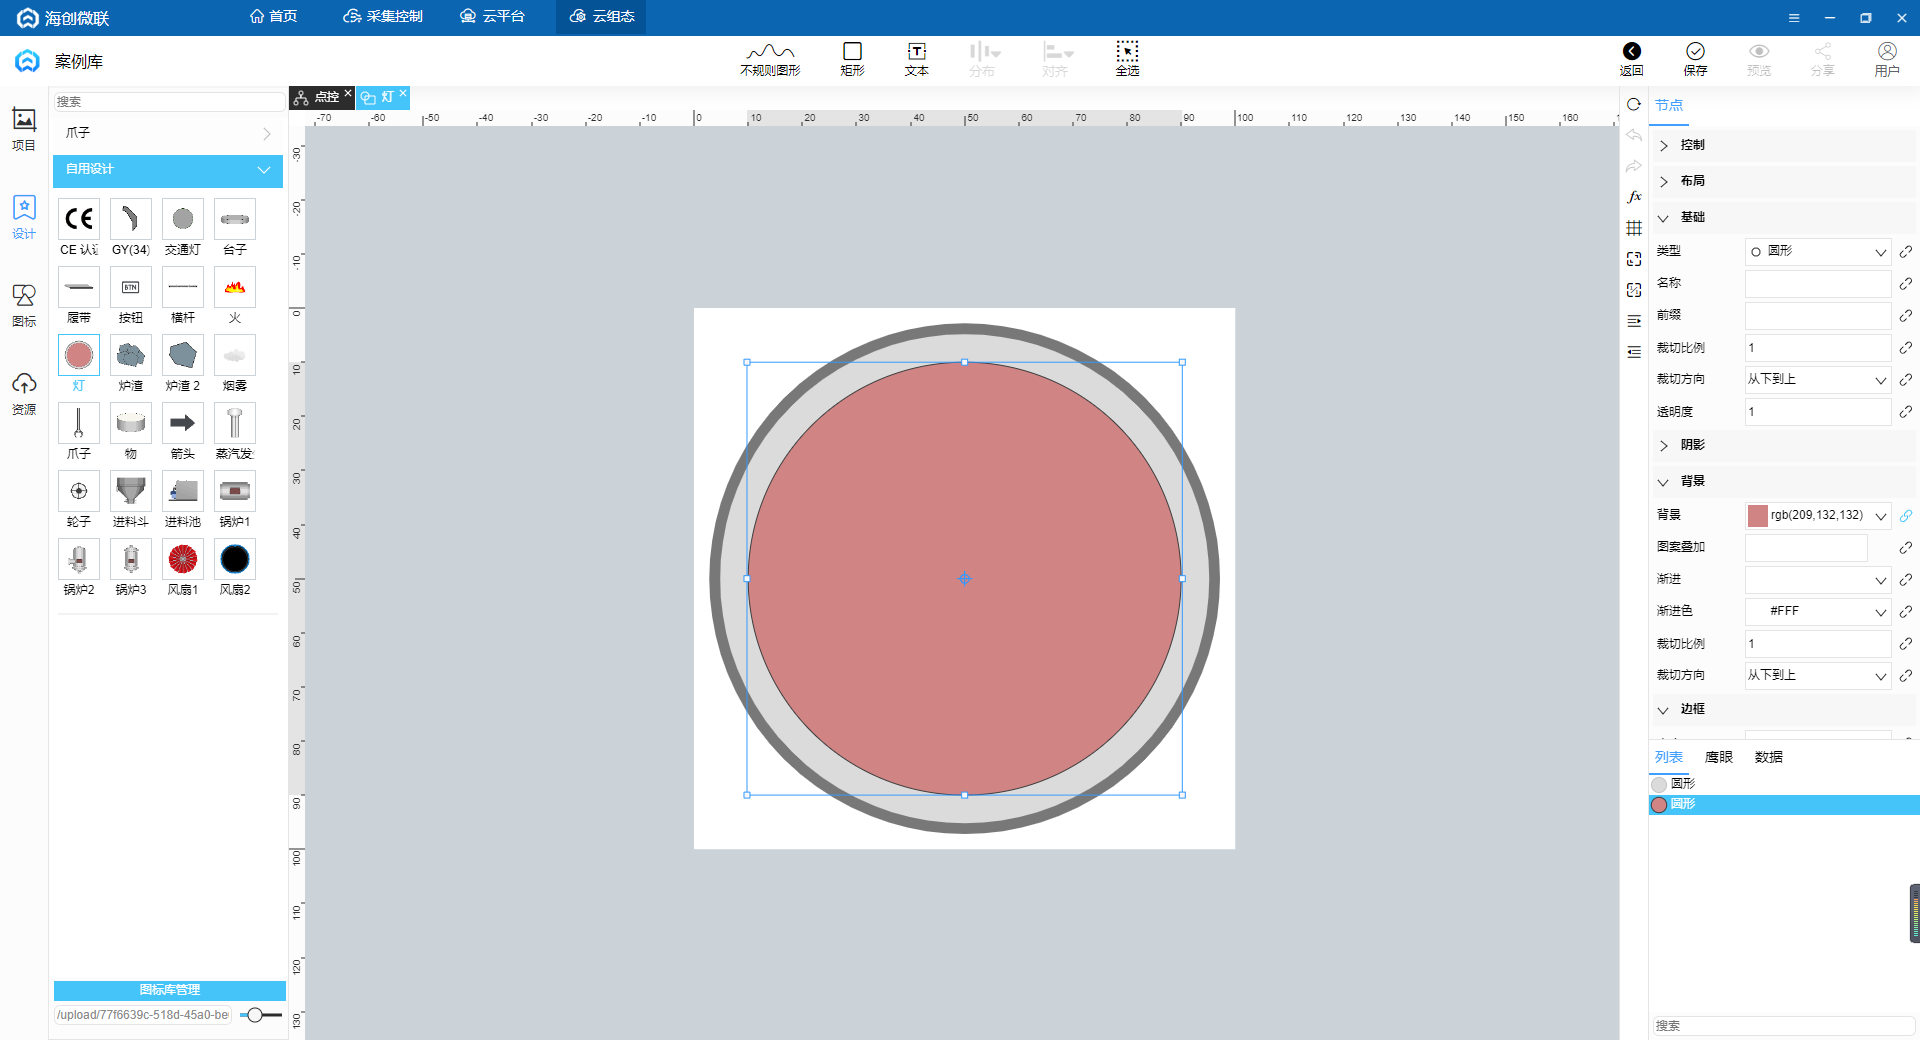 海创微联
首页
采集控制
云平台
云组态
案例库
不规则图形
矩形
文本
分布
对齐
全选
返回
保存
预览
分享
用户
项目
设计
图标
资源
搜索
爪子
自用设计
CE 认
GY(34)
交通灯
台子
履带
按钮
横杆
火
BTN
灯
炉渣
炉渣 2
烟雾
爪子
物
箭头
蒸汽发
轮子
进料斗
进料池
锅炉1
锅炉2
锅炉3
风扇1
风扇2
图标库管理
/upload/77f6639c-518d-45a0-be
点控
灯
-70 -60 -50 -40 -30 -20 -10 0 10 20 30 40 50 60 70 80 90 100 110 120 130 140 150 160
-30
-20
-10
0
10
20
30
40
50
60
70
80
90
100
110
120
130
fx
节点
控制
布局
基础
类型 圆形
名称
前缀
裁切比例 1
裁切方向 从下到上
透明度 1
阴影
背景
背景 rgb(209,132,132)
图案叠加
渐进
渐进色 #FFF
裁切比例 1
裁切方向 从下到上
边框
列表 鹰眼 数据
圆形
圆形
搜索